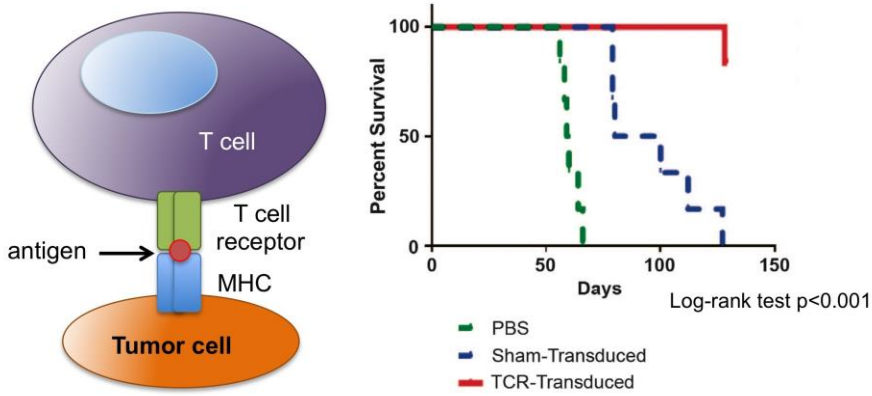 T cell
T cell
receptor
antigen
MHC
Tumor cell
Percent Survival
100
50
0
0
50
100
150
Days
Log-rank test p<0.001
PBS
Sham-Transduced
TCR-Transduced